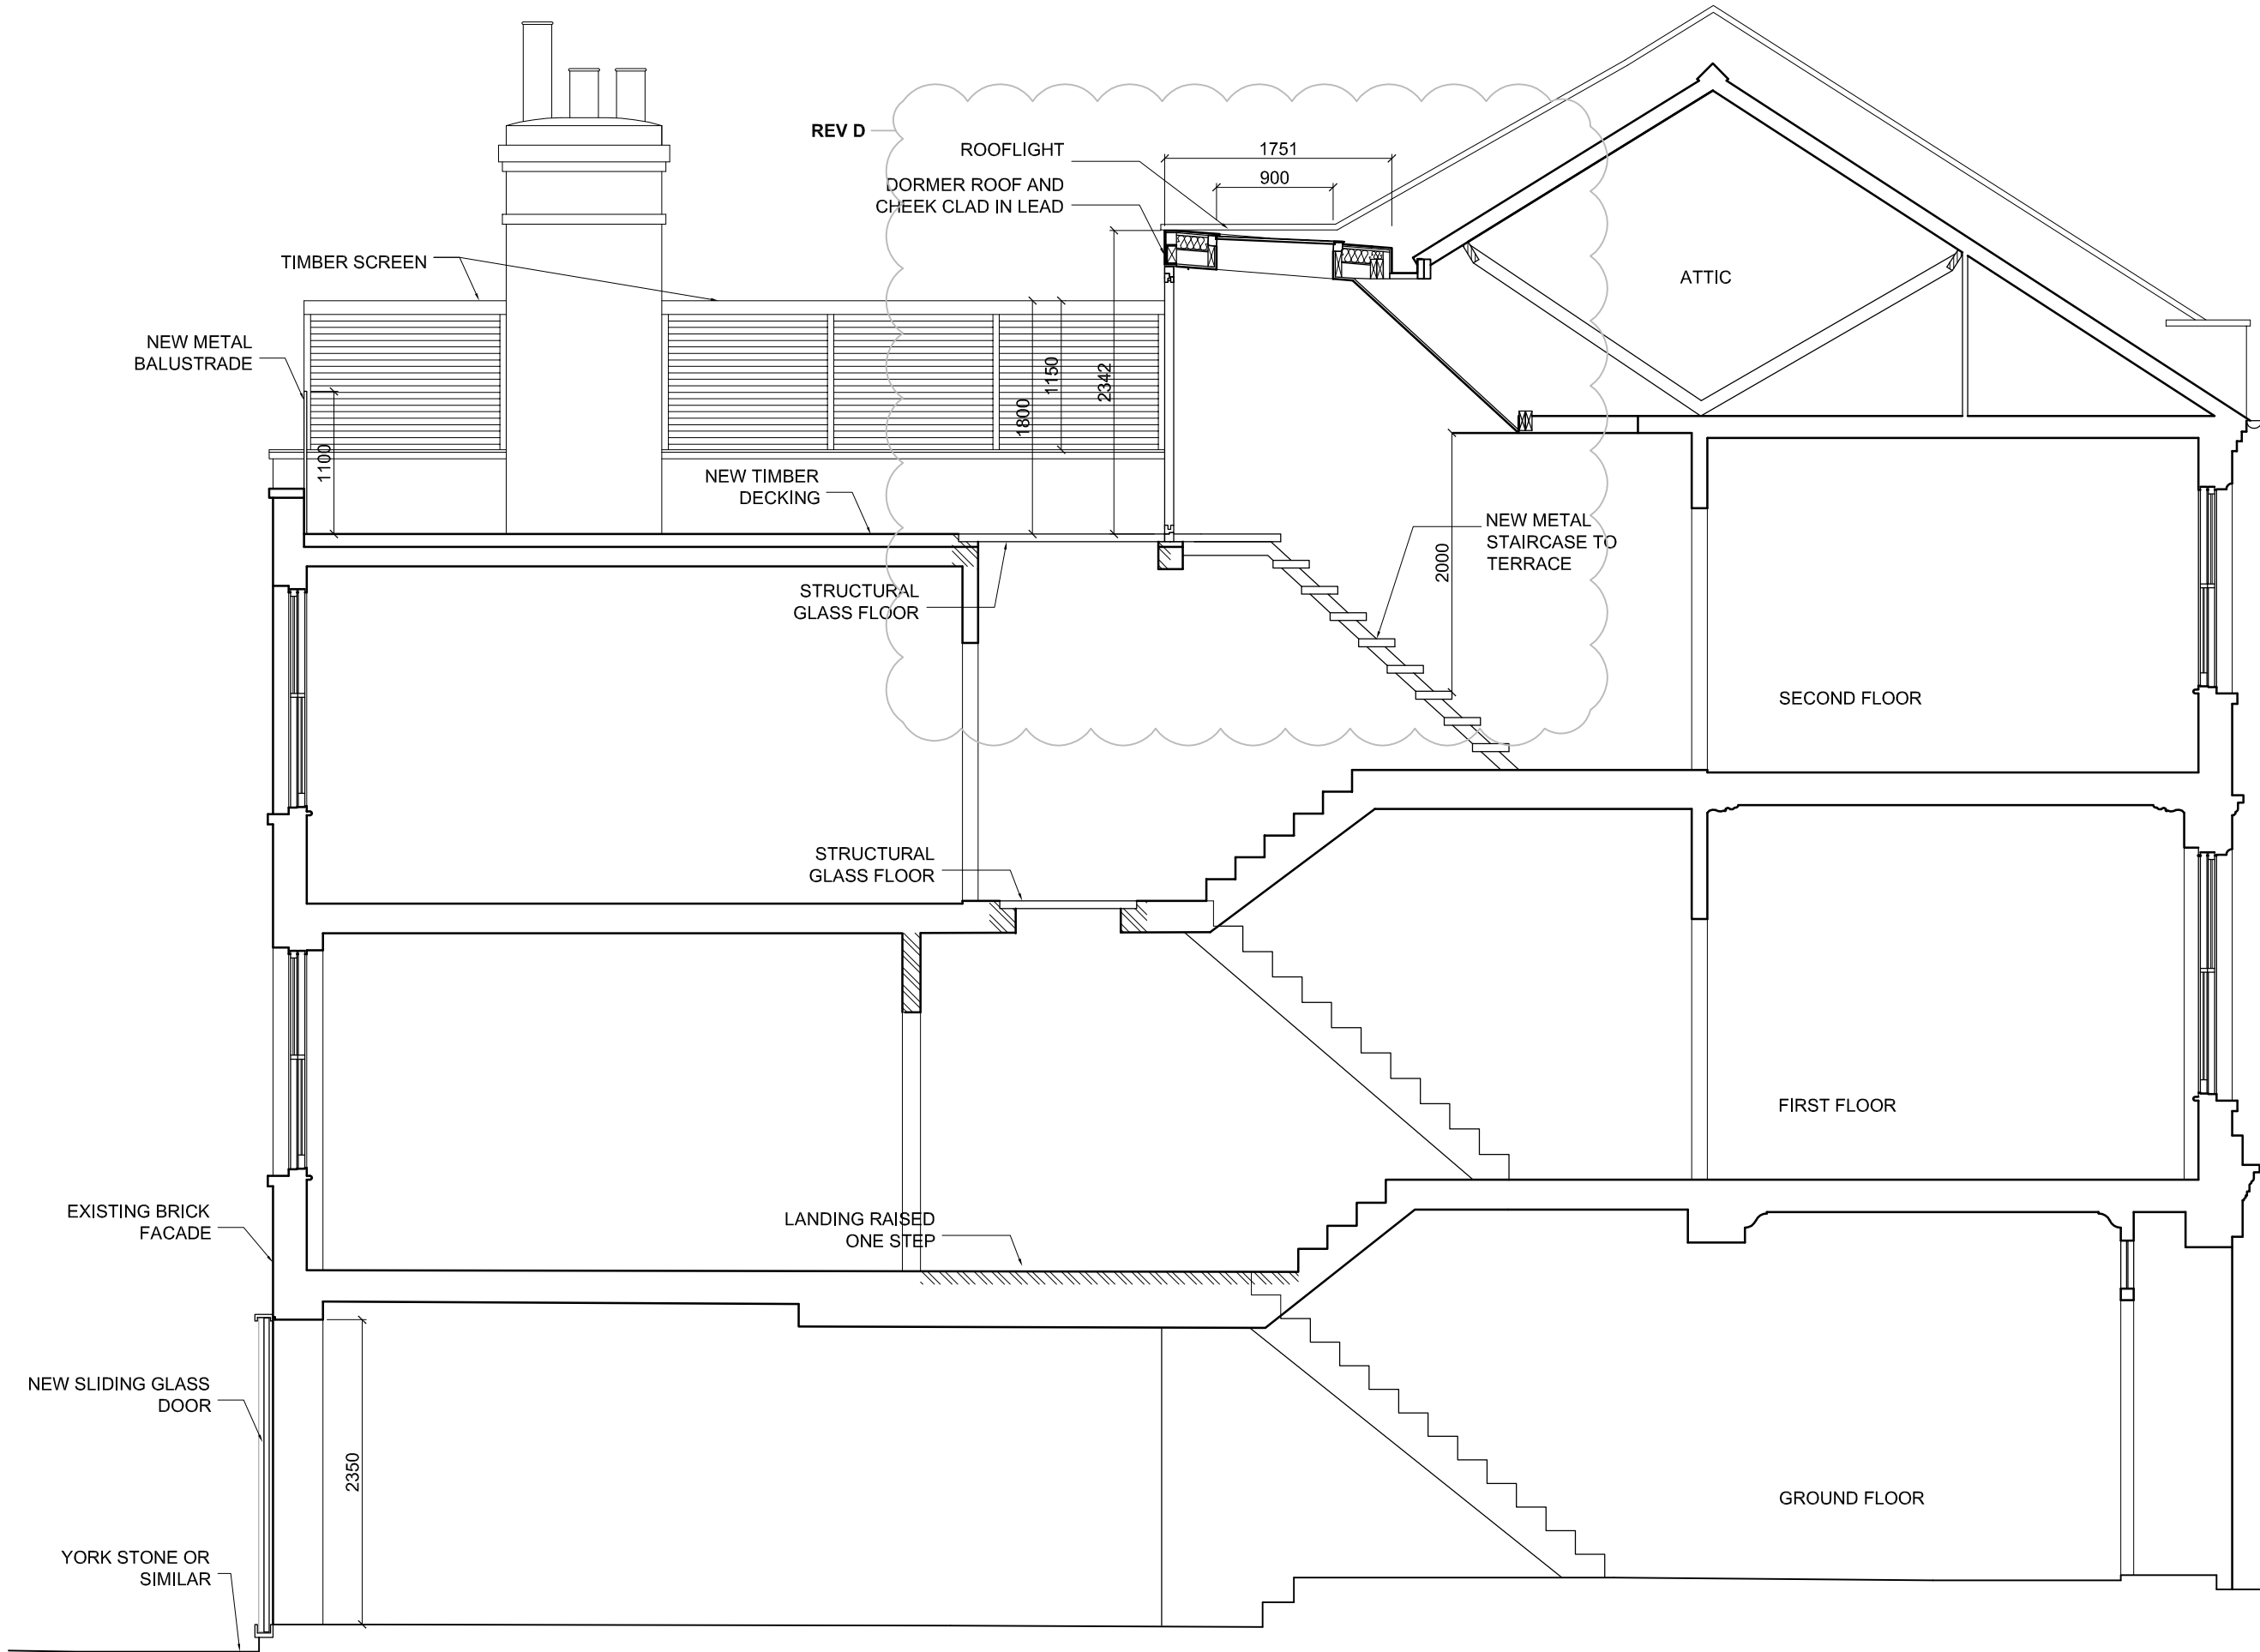 REV D
ROOFLIGHT
1751
900
DORMER ROOF AND
CHEEK CLAD IN LEAD
TIMBER SCREEN
ATTIC
NEW METAL
BALUSTRADE
1100
1800
1150
2342
NEW TIMBER
DECKING
NEW METAL
STAIRCASE TO
TERRACE
2000
STRUCTURAL
GLASS FLOOR
SECOND FLOOR
STRUCTURAL
GLASS FLOOR
FIRST FLOOR
EXISTING BRICK
FACADE
LANDING RAISED
ONE STEP
NEW SLIDING GLASS
DOOR
2350
GROUND FLOOR
YORK STONE OR
SIMILAR